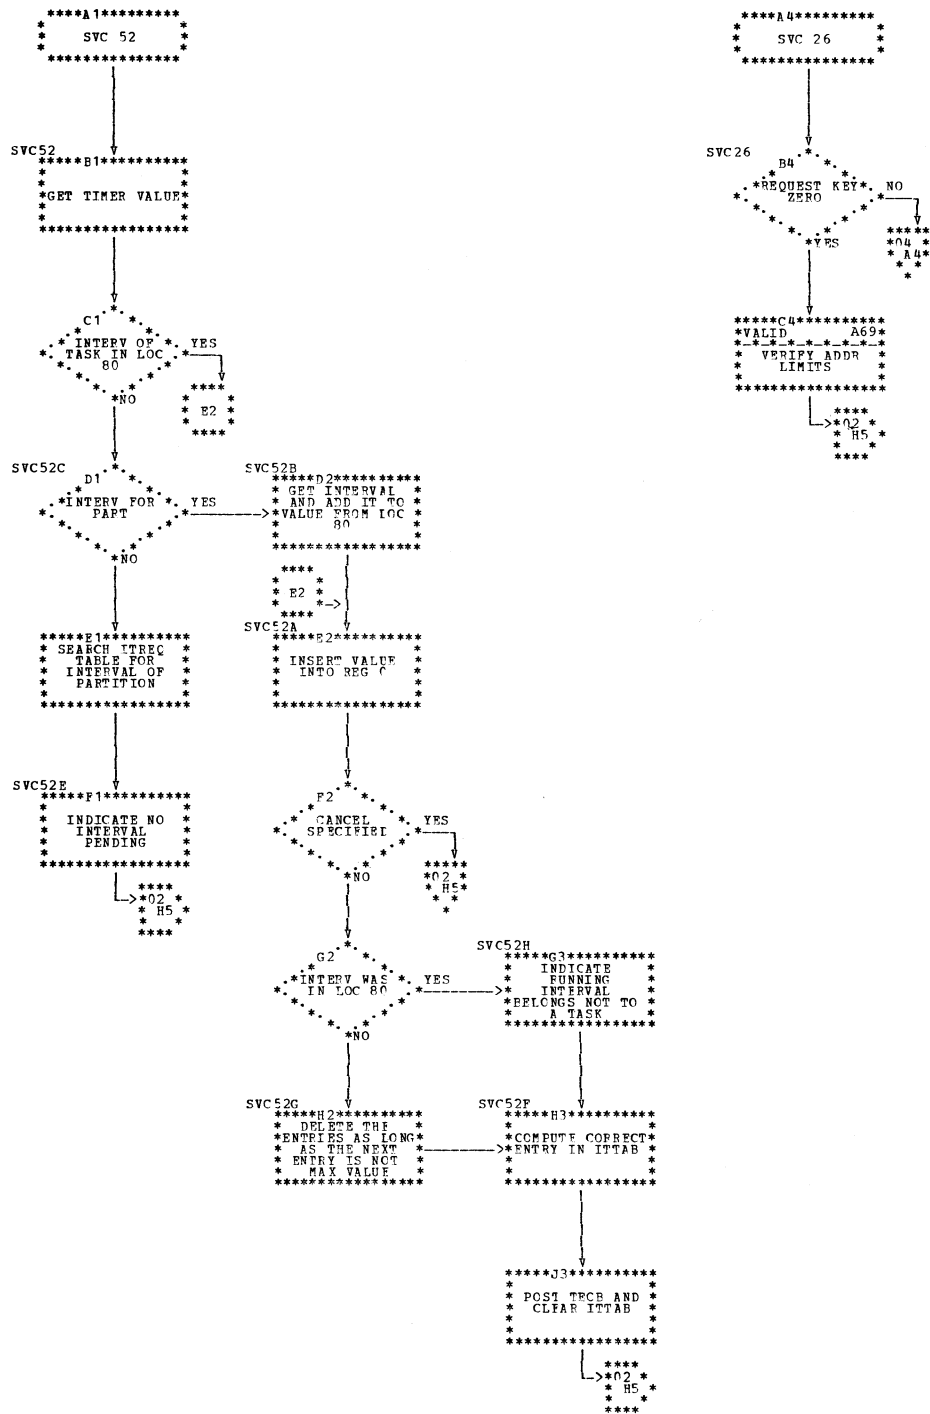 A1
SVC 52
SVC52
B1
GET TIMER VALUE
C1
INTERV OF
TASK IN LOC
80
YES
NO
E2
SVC52C
D1
INTERV FOR
PART
YES
NO
SVC52B
D2
GET INTERVAL
AND ADD IT TO
VALUE FROM LOC
80
E2
E1
SEARCH ITREQ
TABLE FOR
INTERVAL OF
PARTITION
SVC52A
E2
INSERT VALUE
INTO REG
SVC52E
F1
INDICATE NO
INTERVAL
PENDING
02
H5
F2
CANCEL
SPECIFIED
YES
NO
02
H5
G2
INTERV WAS
IN LOC 80
YES
NO
SVC52H
G3
INDICATE
RUNNING
INTERVAL
BELONGS NOT TO
A TASK
SVC52G
H2
DELETE THE
ENTRIES AS LONG
AS THE NEXT
ENTRY IS NOT
MAX VALUE
SVC52F
H3
COMPUTE CORRECT
ENTRY IN ITTAB
J3
POST TECB AND
CLEAR ITTAB
02
H5
A4
SVC 26
SVC26
B4
REQUEST KEY
ZERO
NO
YES
04
A4
C4
VALID A69
VERIFY ADDR
LIMITS
02
H5